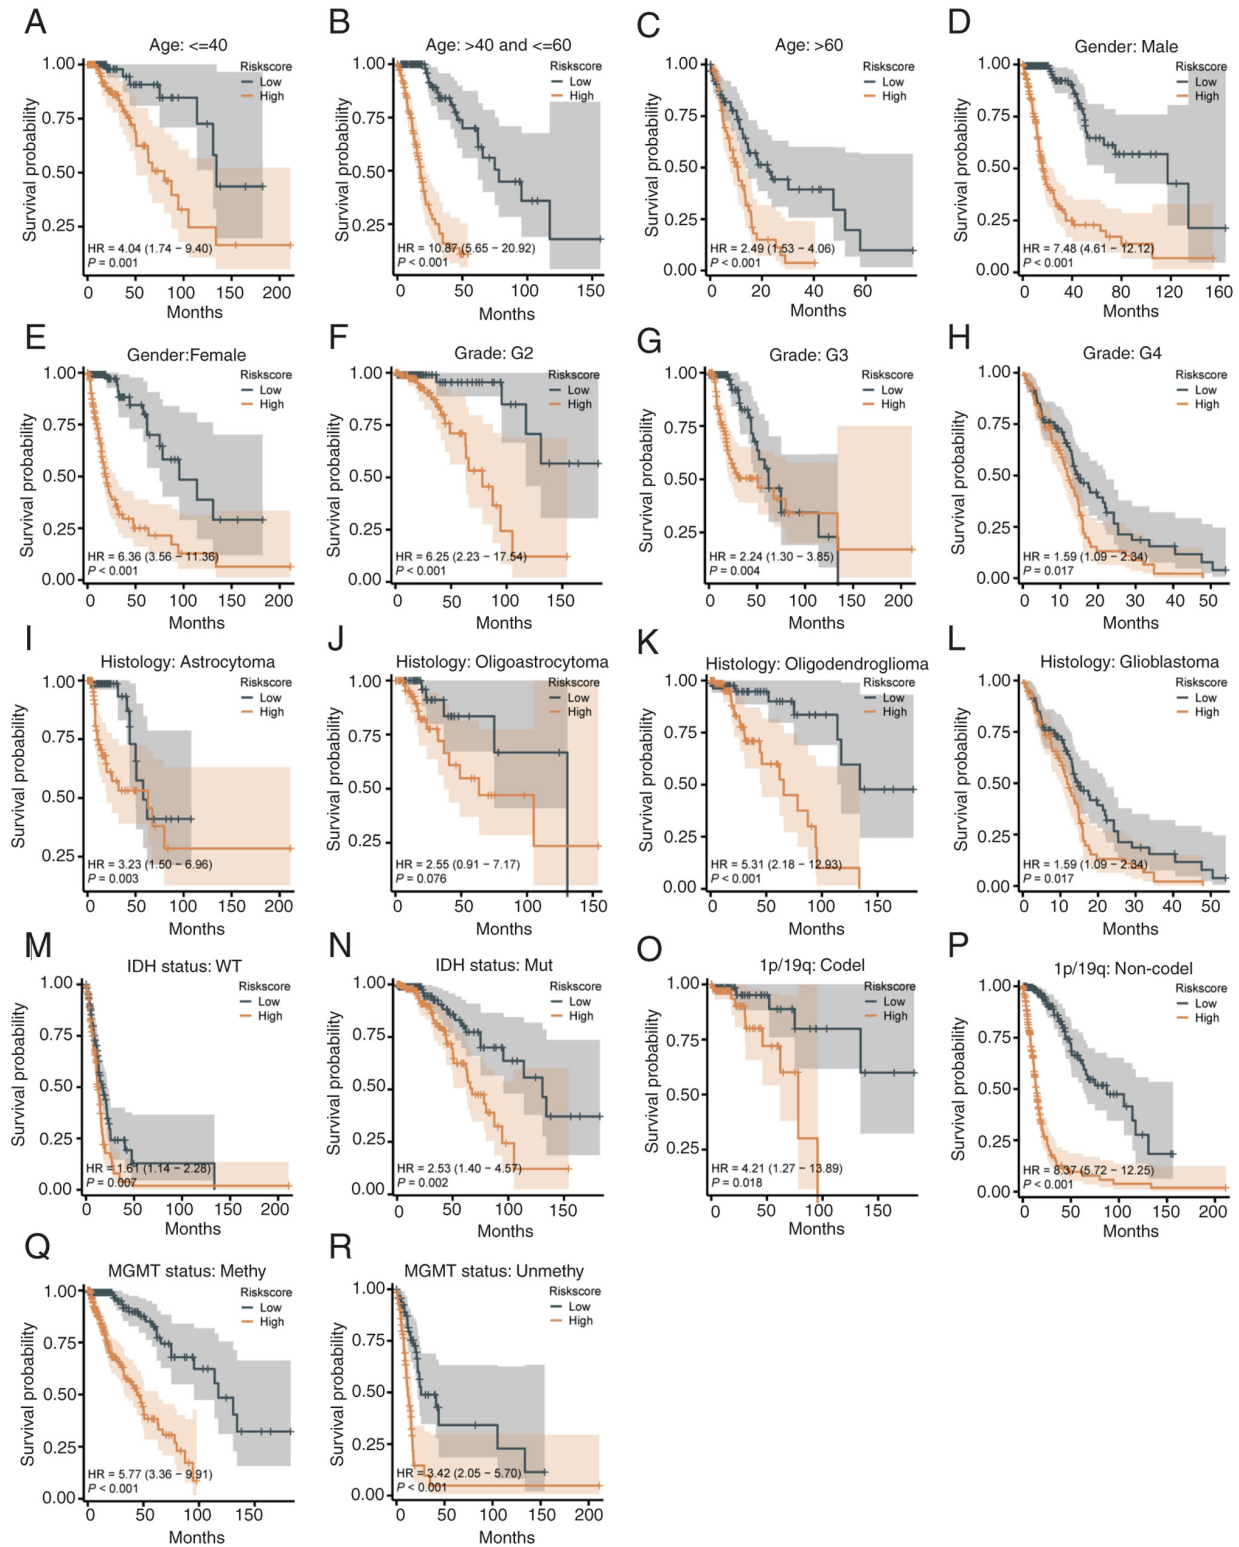 A
Age: <=40
Riskscore
Low
High
1.00
0.75
0.50
0.25
Survival probability
HR = 4.04 (1.74 − 9.40)
P = 0.001
0 50 100 150 200
Months
B
Age: >40 and <=60
Riskscore
Low
High
1.00
0.75
0.50
0.25
Survival probability
HR = 10.87 (5.65 − 20.92)
P < 0.001
0 50 100 150
Months
C
Age: >60
Riskscore
Low
High
1.00
0.75
0.50
0.25
0.00
Survival probability
HR = 2.49 (1.53 − 4.06)
P < 0.001
0 20 40 60
Months
D
Gender: Male
Riskscore
Low
High
1.00
0.75
0.50
0.25
0.00
Survival probability
HR = 7.48 (4.61 − 12.12)
P < 0.001
0 40 80 120 160
Months
E
Gender:Female
Riskscore
Low
High
1.00
0.75
0.50
0.25
0.00
Survival probability
HR = 6.36 (3.56 − 11.36)
P < 0.001
0 50 100 150 200
Months
F
Grade: G2
Riskscore
Low
High
1.00
0.75
0.50
0.25
0.00
Survival probability
HR = 6.25 (2.23 − 17.54)
P < 0.001
0 50 100 150
Months
G
Grade: G3
Riskscore
Low
High
1.00
0.75
0.50
0.25
Survival probability
HR = 2.24 (1.30 − 3.85)
P = 0.004
0 50 100 150 200
Months
H
Grade: G4
Riskscore
Low
High
1.00
0.75
0.50
0.25
0.00
Survival probability
HR = 1.59 (1.09 − 2.34)
P = 0.017
0 10 20 30 40 50
Months
I
Histology: Astrocytoma
Riskscore
Low
High
1.00
0.75
0.50
0.25
Survival probability
HR = 3.23 (1.50 − 6.96)
P = 0.003
0 50 100 150 200
Months
J
Histology: Oligoastrocytoma
Riskscore
Low
High
1.00
0.75
0.50
0.25
Survival probability
HR = 2.55 (0.91 − 7.17)
P = 0.076
0 50 100 150
Months
K
Histology: Oligodendroglioma
Riskscore
Low
High
1.00
0.75
0.50
0.25
0.00
Survival probability
HR = 5.31 (2.18 − 12.93)
P < 0.001
0 50 100 150
Months
L
Histology: Glioblastoma
Riskscore
Low
High
1.00
0.75
0.50
0.25
0.00
Survival probability
HR = 1.59 (1.09 − 2.34)
P = 0.017
0 10 20 30 40 50
Months
M
IDH status: WT
Riskscore
Low
High
1.00
0.75
0.50
0.25
0.00
Survival probability
HR = 1.61 (1.14 − 2.28)
P = 0.007
0 50 100 150 200
Months
N
IDH status: Mut
Riskscore
Low
High
1.00
0.75
0.50
0.25
0.00
Survival probability
HR = 2.53 (1.40 − 4.57)
P = 0.002
0 50 100 150
Months
O
1p/19q: Codel
Riskscore
Low
High
1.00
0.75
0.50
0.25
Survival probability
HR = 4.21 (1.27 − 13.89)
P = 0.018
0 50 100 150
Months
P
1p/19q: Non-codel
Riskscore
Low
High
1.00
0.75
0.50
0.25
0.00
Survival probability
HR = 8.37 (5.72 − 12.25)
P < 0.001
0 50 100 150 200
Months
Q
MGMT status: Methy
Riskscore
Low
High
1.00
0.75
0.50
0.25
0.00
Survival probability
HR = 5.77 (3.36 − 9.91)
P < 0.001
0 50 100 150
Months
R
MGMT status: Unmethy
Riskscore
Low
High
1.00
0.75
0.50
0.25
0.00
Survival probability
HR = 3.42 (2.05 − 5.70)
P < 0.001
0 50 100 150 200
Months